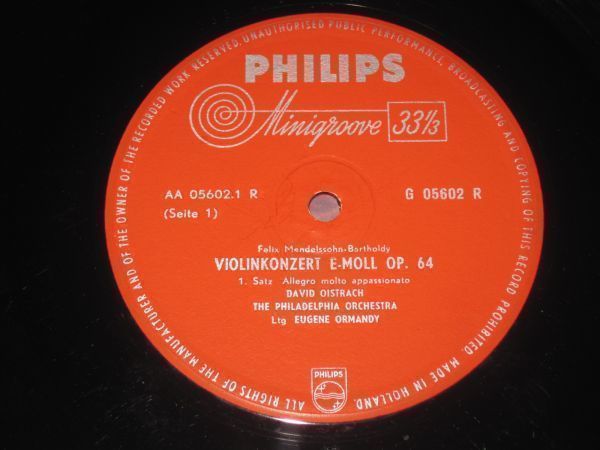 ALL RIGHTS OF THE MANUFACTURER AND OF THE OWNER OF THE RECORDED WORK RESERVED. UNAUTHORISED PUBLIC PERFORMANCE, BROADCASTING AND COPYING OF THIS RECORD PROHIBITED. MADE IN HOLLAND.
PHILIPS
Minigroove 33⅓
AA 05602.1 R G 05602 R
(Seite 1)
Felix Mendelssohn-Bartholdy
VIOLINKONZERT E-MOLL OP. 64
1. Satz Allegro molto appassionato
DAVID OISTRACH
THE PHILADELPHIA ORCHESTRA
Ltg EUGENE ORMANDY
PHILIPS